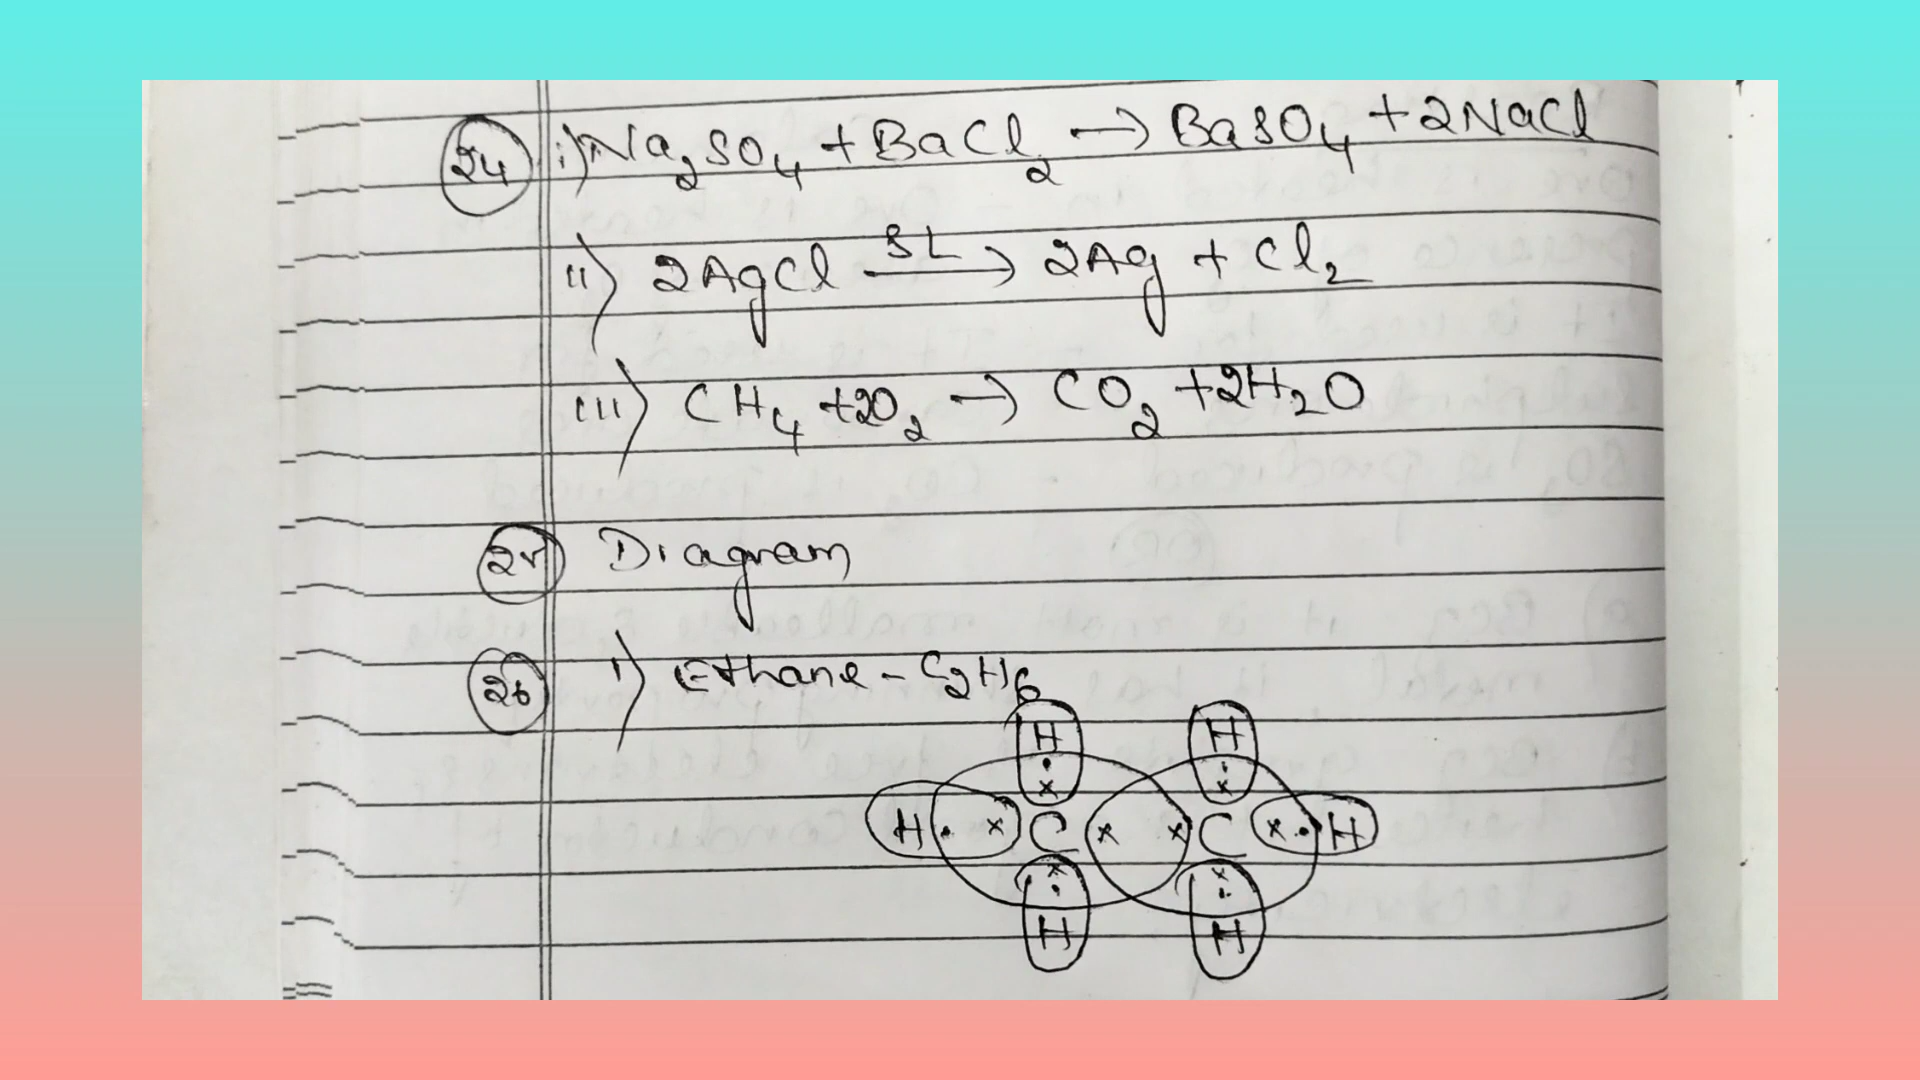 24 i) Na₂SO₄ + BaCl₂ → BaSO₄ + 2NaCl
ii) 2AgCl —SL→ 2Ag + Cl₂
iii) CH₄ + 2O₂ → CO₂ + 2H₂O
25 Diagram
26 i) Ethane - C₂H₆
H H
H C C H
H H